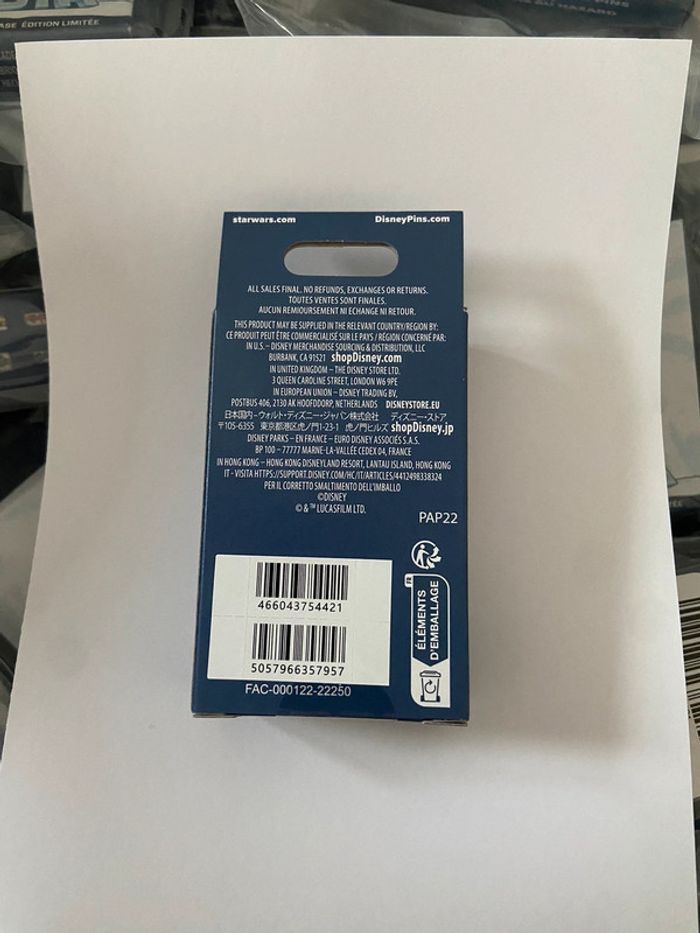 ASE ÉDITION LIMITÉE
PINS
AU HASARD
starwars.com
DisneyPins.com
ALL SALES FINAL. NO REFUNDS, EXCHANGES OR RETURNS.
TOUTES VENTES SONT FINALES.
AUCUN REMBOURSEMENT NI ÉCHANGE NI RETOUR.
THIS PRODUCT MAY BE SUPPLIED IN THE RELEVANT COUNTRY/REGION BY:
CE PRODUIT PEUT ÊTRE COMMERCIALISÉ SUR LE PAYS / RÉGION CONCERNÉ PAR:
IN U.S. – DISNEY MERCHANDISE SOURCING & DISTRIBUTION, LLC
BURBANK, CA 91521 shopDisney.com
IN UNITED KINGDOM – THE DISNEY STORE LTD.
3 QUEEN CAROLINE STREET, LONDON W6 9PE
IN EUROPEAN UNION – DISNEY TRADING BV,
POSTBUS 406, 2130 AK HOOFDDORP, NETHERLANDS DISNEYSTORE.EU
日本国内–ウォルト・ディズニー・ジャパン株式会社 ディズニーストア
〒105-6355 東京都港区虎ノ門1-23-1 虎ノ門ヒルズ shopDisney.jp
DISNEY PARKS – EN FRANCE – EURO DISNEY ASSOCIÉS S.A.S.
BP 100 – 77777 MARNE-LA-VALLÉE CEDEX 04, FRANCE
IN HONG KONG – HONG KONG DISNEYLAND RESORT, LANTAU ISLAND, HONG KONG
IT - VISITA HTTPS://SUPPORT.DISNEY.COM/HC/IT/ARTICLES/4412498338324
PER IL CORRETTO SMALTIMENTO DELL'IMBALLO
©DISNEY
© & ™ LUCASFILM LTD.
PAP22
FR
ÉLÉMENTS
D'EMBALLAGE
466043754421
5057966357957
FAC-000122-22250